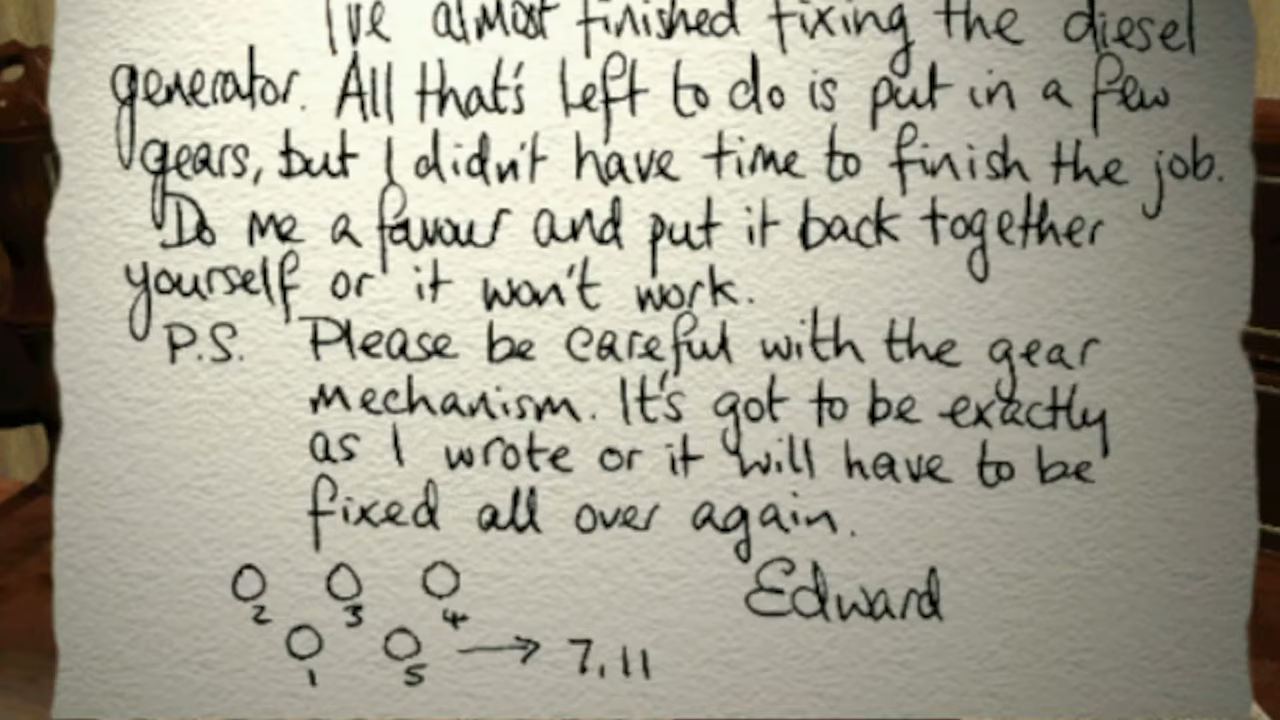 I've almost finished fixing the diesel
generator. All that's left to do is put in a few
gears, but I didn't have time to finish the job.
Do me a favour and put it back together
yourself or it won't work.
P.S. Please be careful with the gear
mechanism. It's got to be exactly
as I wrote or it will have to be
fixed all over again.
Edward
2 3 4
1 5 → 7,11